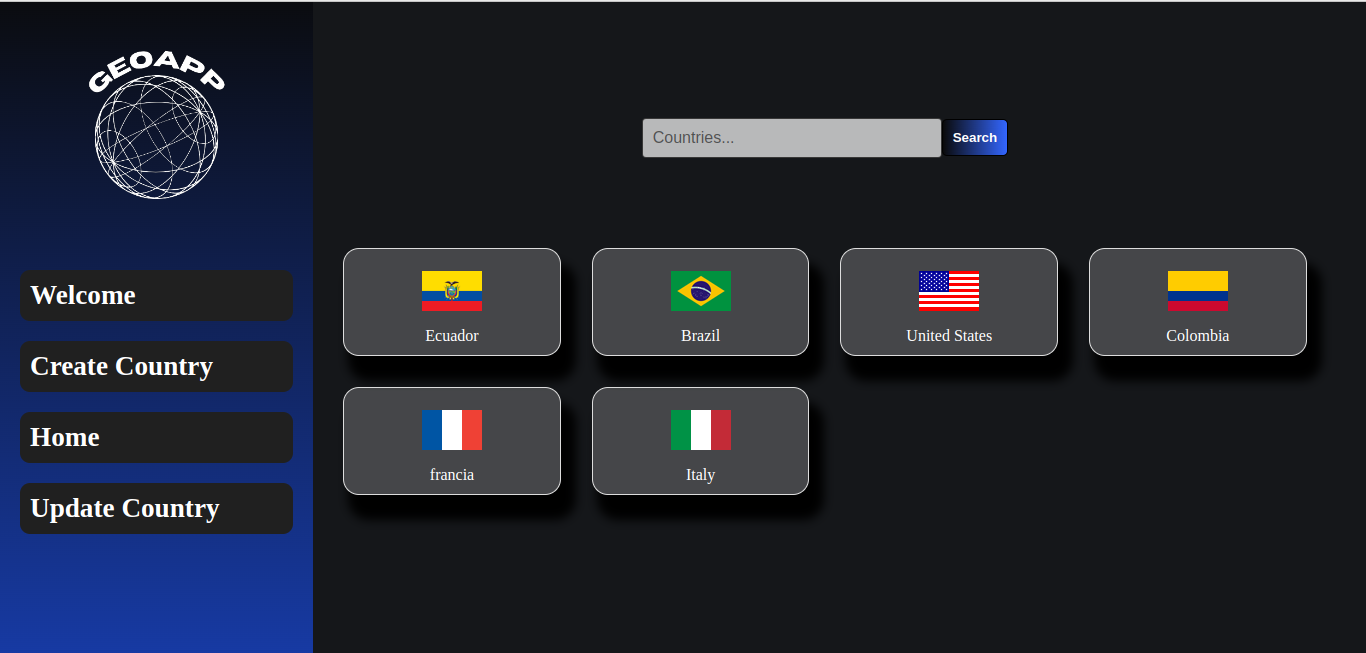 GEOAPP
Welcome
Create Country
Home
Update Country
Countries...
Search
Ecuador
Brazil
United States
Colombia
francia
Italy